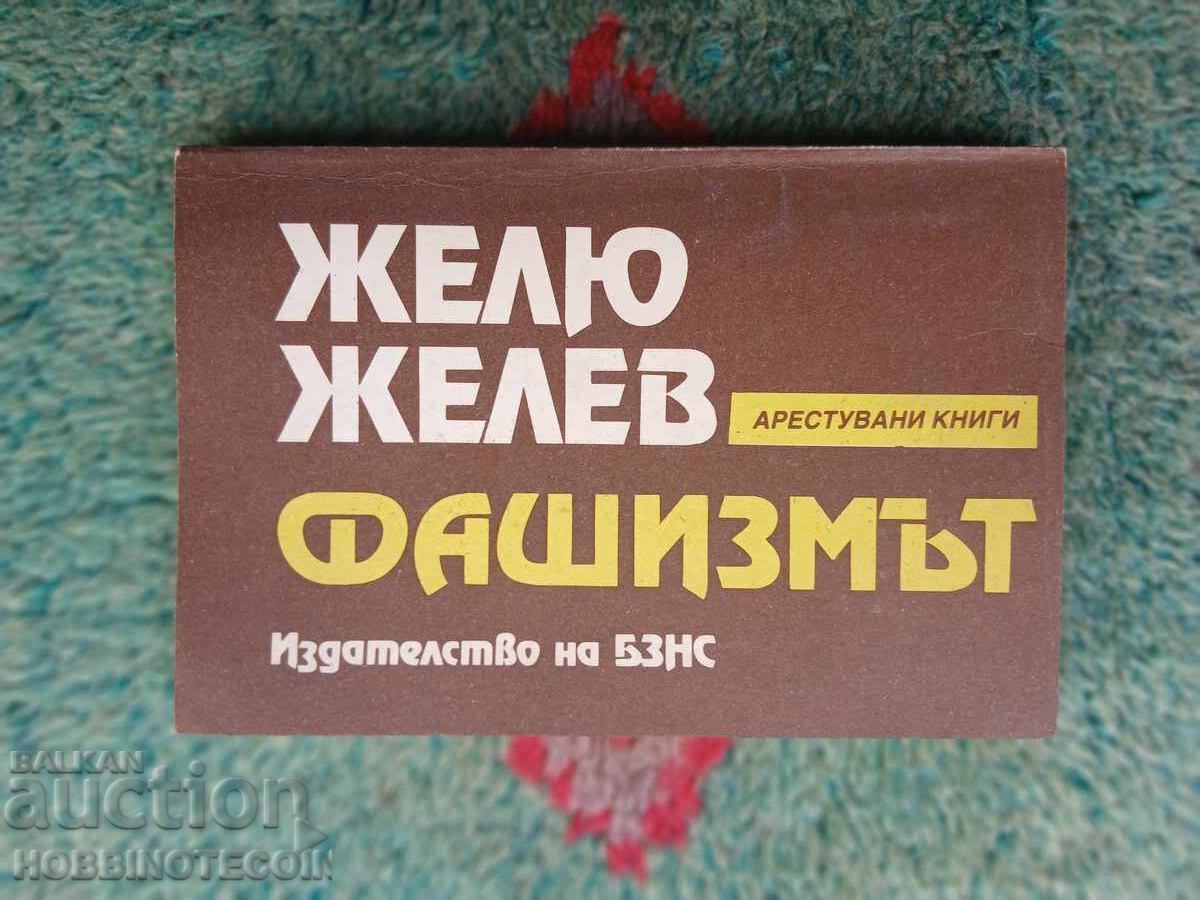 ЖЕЛЮ
ЖЕЛЕВ
АРЕСТУВАНИ КНИГИ
ФАШИЗМЪТ
Издателство на БЗНС
BALKAN
auction
HOBBINOTECOIN